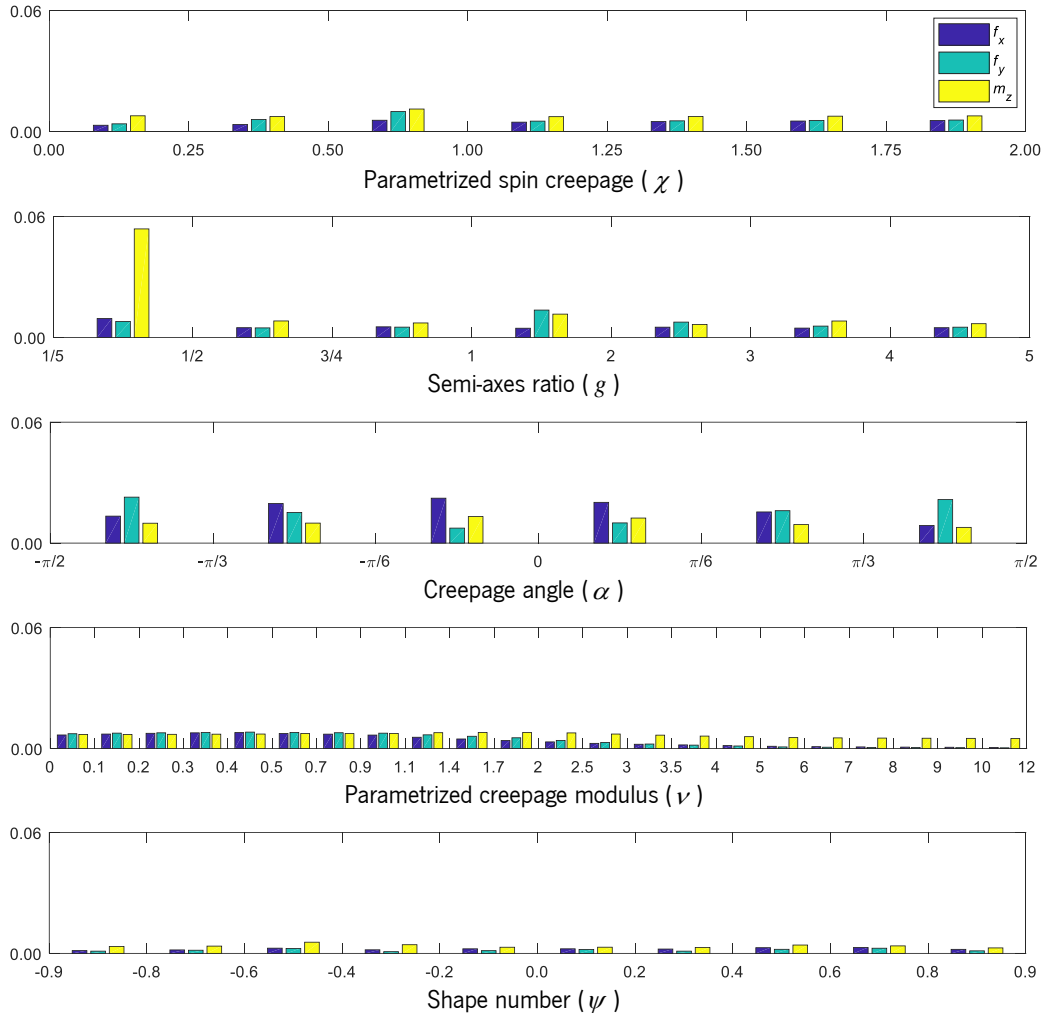 0.06
f_x
f_y
m_z
0.00
0.00 0.25 0.50 0.75 1.00 1.25 1.50 1.75 2.00
Parametrized spin creepage ( χ )
0.06
0.00
1/5 1/2 3/4 1 2 3 4 5
Semi-axes ratio ( g )
0.06
0.00
-π/2 -π/3 -π/6 0 π/6 π/3 π/2
Creepage angle ( α )
0.06
0.00
0 0.1 0.2 0.3 0.4 0.5 0.7 0.9 1.1 1.4 1.7 2 2.5 3 3.5 4 5 6 7 8 9 10 12
Parametrized creepage modulus ( ν )
0.06
0.00
-0.9 -0.8 -0.6 -0.4 -0.2 0.0 0.2 0.4 0.6 0.8 0.9
Shape number ( ψ )